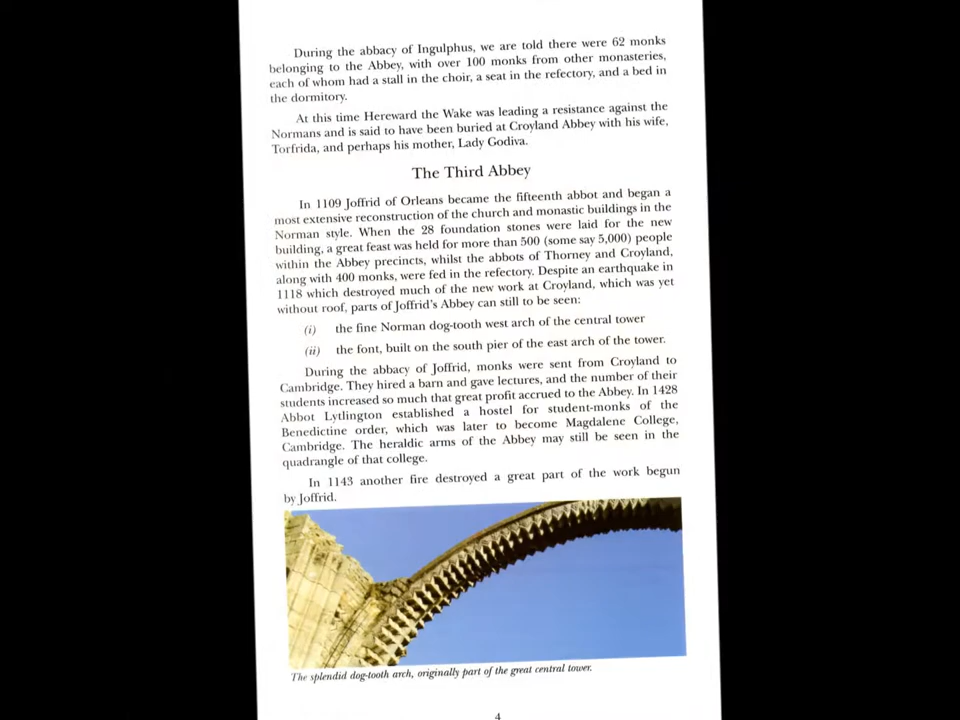 During the abbacy of Ingulphus, we are told there were 62 monks
belonging to the Abbey, with over 100 monks from other monasteries,
each of whom had a stall in the choir, a seat in the refectory, and a bed in
the dormitory.
At this time Hereward the Wake was leading a resistance against the
Normans and is said to have been buried at Croyland Abbey with his wife,
Torfrida, and perhaps his mother, Lady Godiva.
The Third Abbey
In 1109 Joffrid of Orleans became the fifteenth abbot and began a
most extensive reconstruction of the church and monastic buildings in the
Norman style. When the 28 foundation stones were laid for the new
building, a great feast was held for more than 500 (some say 5,000) people
within the Abbey precincts, whilst the abbots of Thorney and Croyland,
along with 400 monks, were fed in the refectory. Despite an earthquake in
1118 which destroyed much of the new work at Croyland, which was yet
without roof, parts of Joffrid's Abbey can still to be seen:
(i) the fine Norman dog-tooth west arch of the central tower
(ii) the font, built on the south pier of the east arch of the tower.
During the abbacy of Joffrid, monks were sent from Croyland to
Cambridge. They hired a barn and gave lectures, and the number of their
students increased so much that great profit accrued to the Abbey. In 1428
Abbot Lytlington established a hostel for student-monks of the
Benedictine order, which was later to become Magdalene College,
Cambridge. The heraldic arms of the Abbey may still be seen in the
quadrangle of that college.
In 1143 another fire destroyed a great part of the work begun
by Joffrid.
The splendid dog-tooth arch, originally part of the great central tower.
4